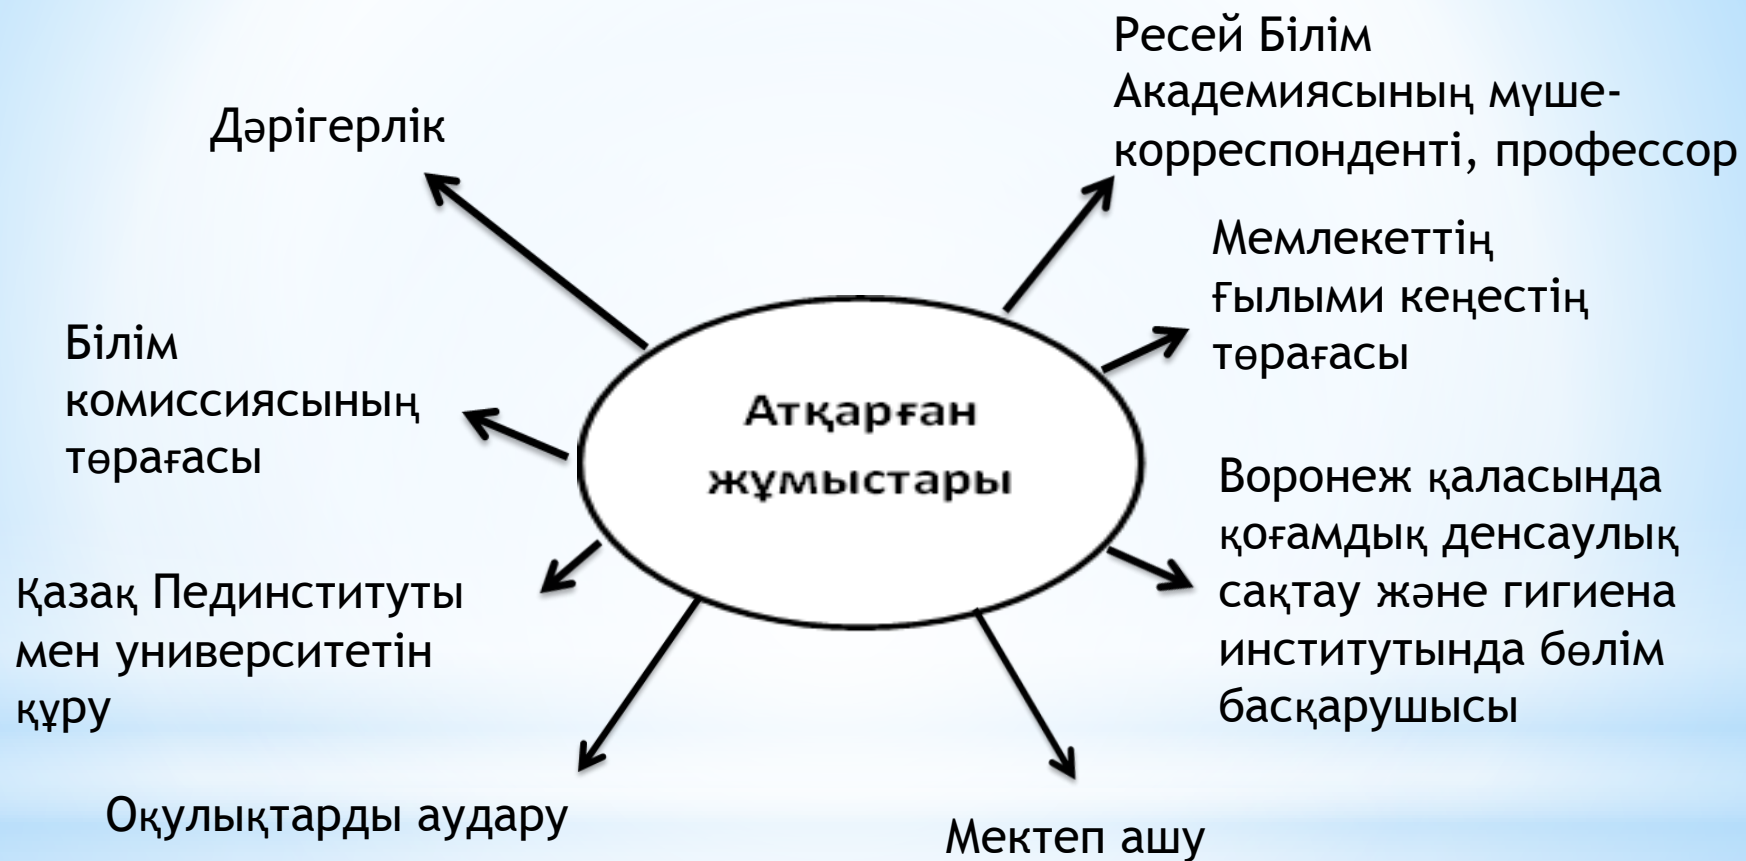 Ресей Білім
Академиясының мүше-
корреспонденті, профессор
Дәрігерлік
Мемлекеттің
Ғылыми кеңестің
төрағасы
Білім
комиссиясының
төрағасы
Атқарған
жұмыстары
Воронеж қаласында
қоғамдық денсаулық
сақтау және гигиена
институтында бөлім
басқарушысы
Қазақ Пединституты
мен университетін
құру
Оқулықтарды аудару
Мектеп ашу